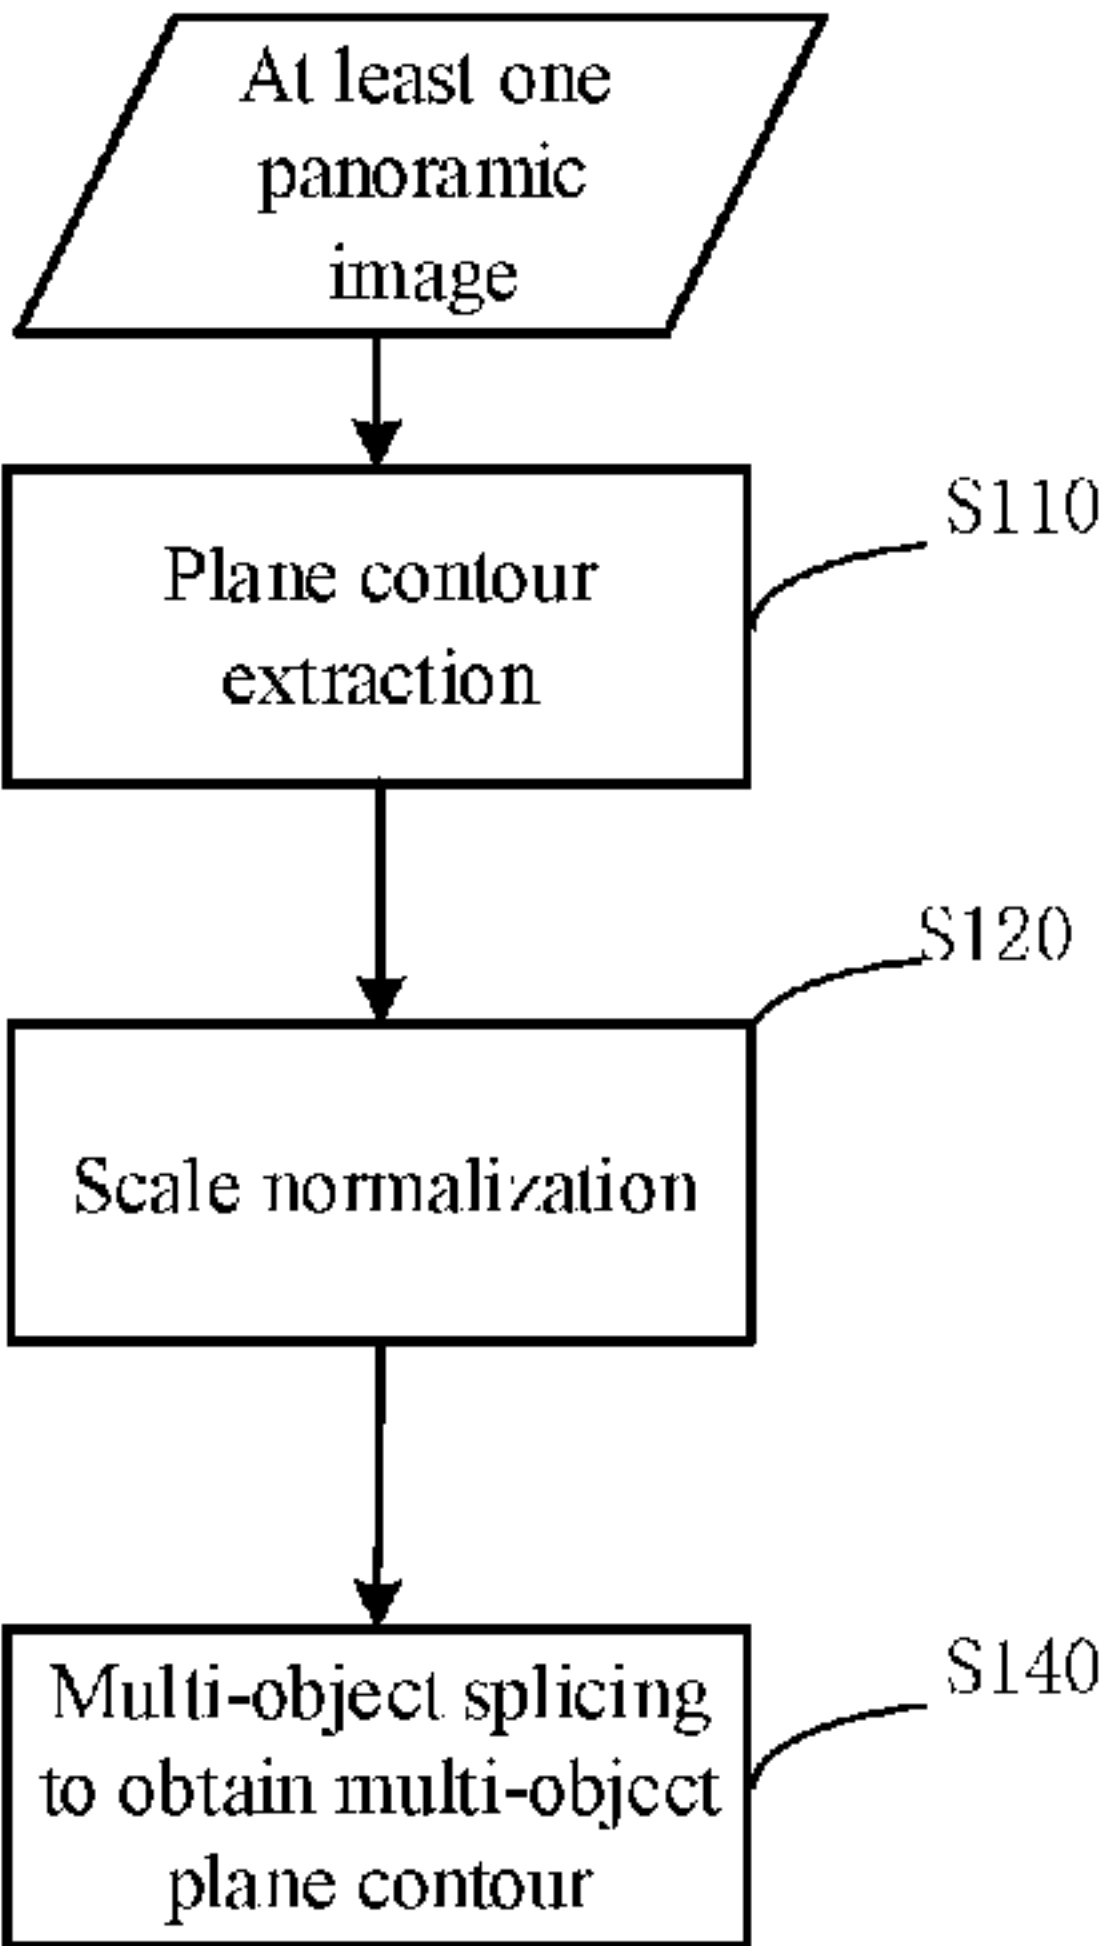 At least one
panoramic
image
S110
Plane contour
extraction
S120
Scale normalization
S140
Multi-object splicing
to obtain multi-object
plane contour